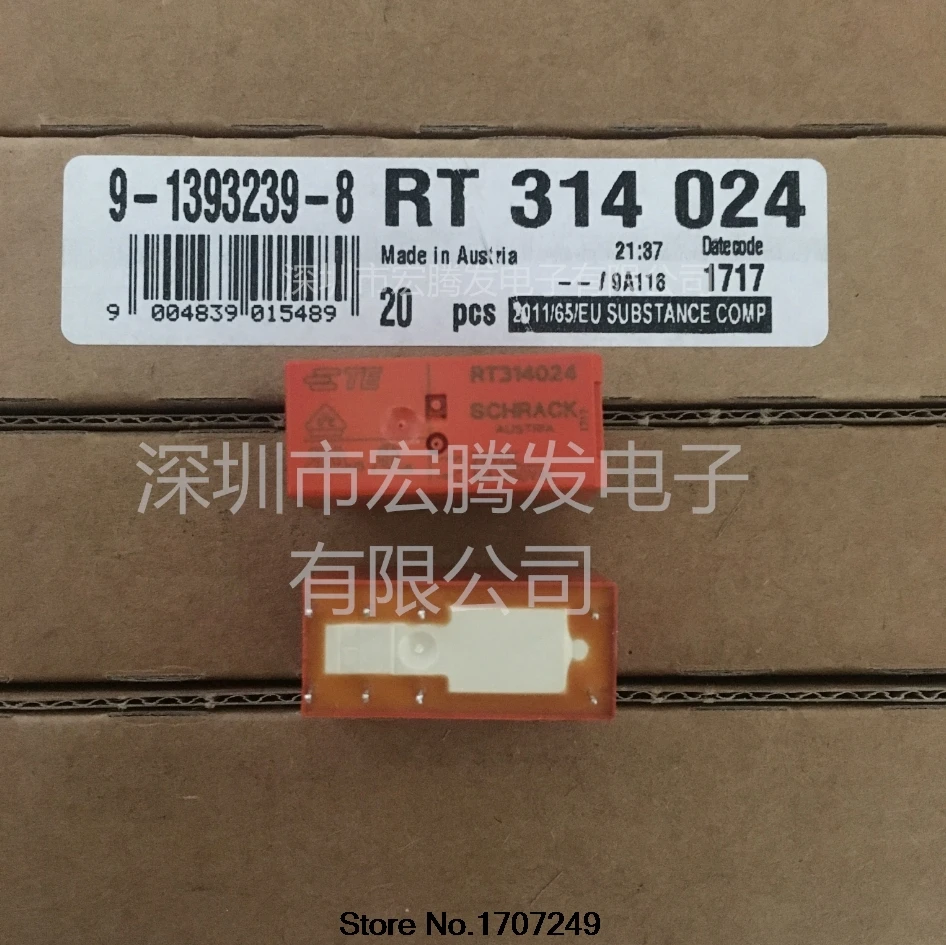 9-1393239-8 RT 314 024
Made in Austria 21:37 Datecode
--/9A116 1717
9 004839 015489 20 pcs 2011/65/EU SUBSTANCE COMP
深圳市宏腾发电子有限公司
TE RT314024
SCHRACK
AUSTRIA
深圳市宏腾发电子
有限公司
Store No.1707249